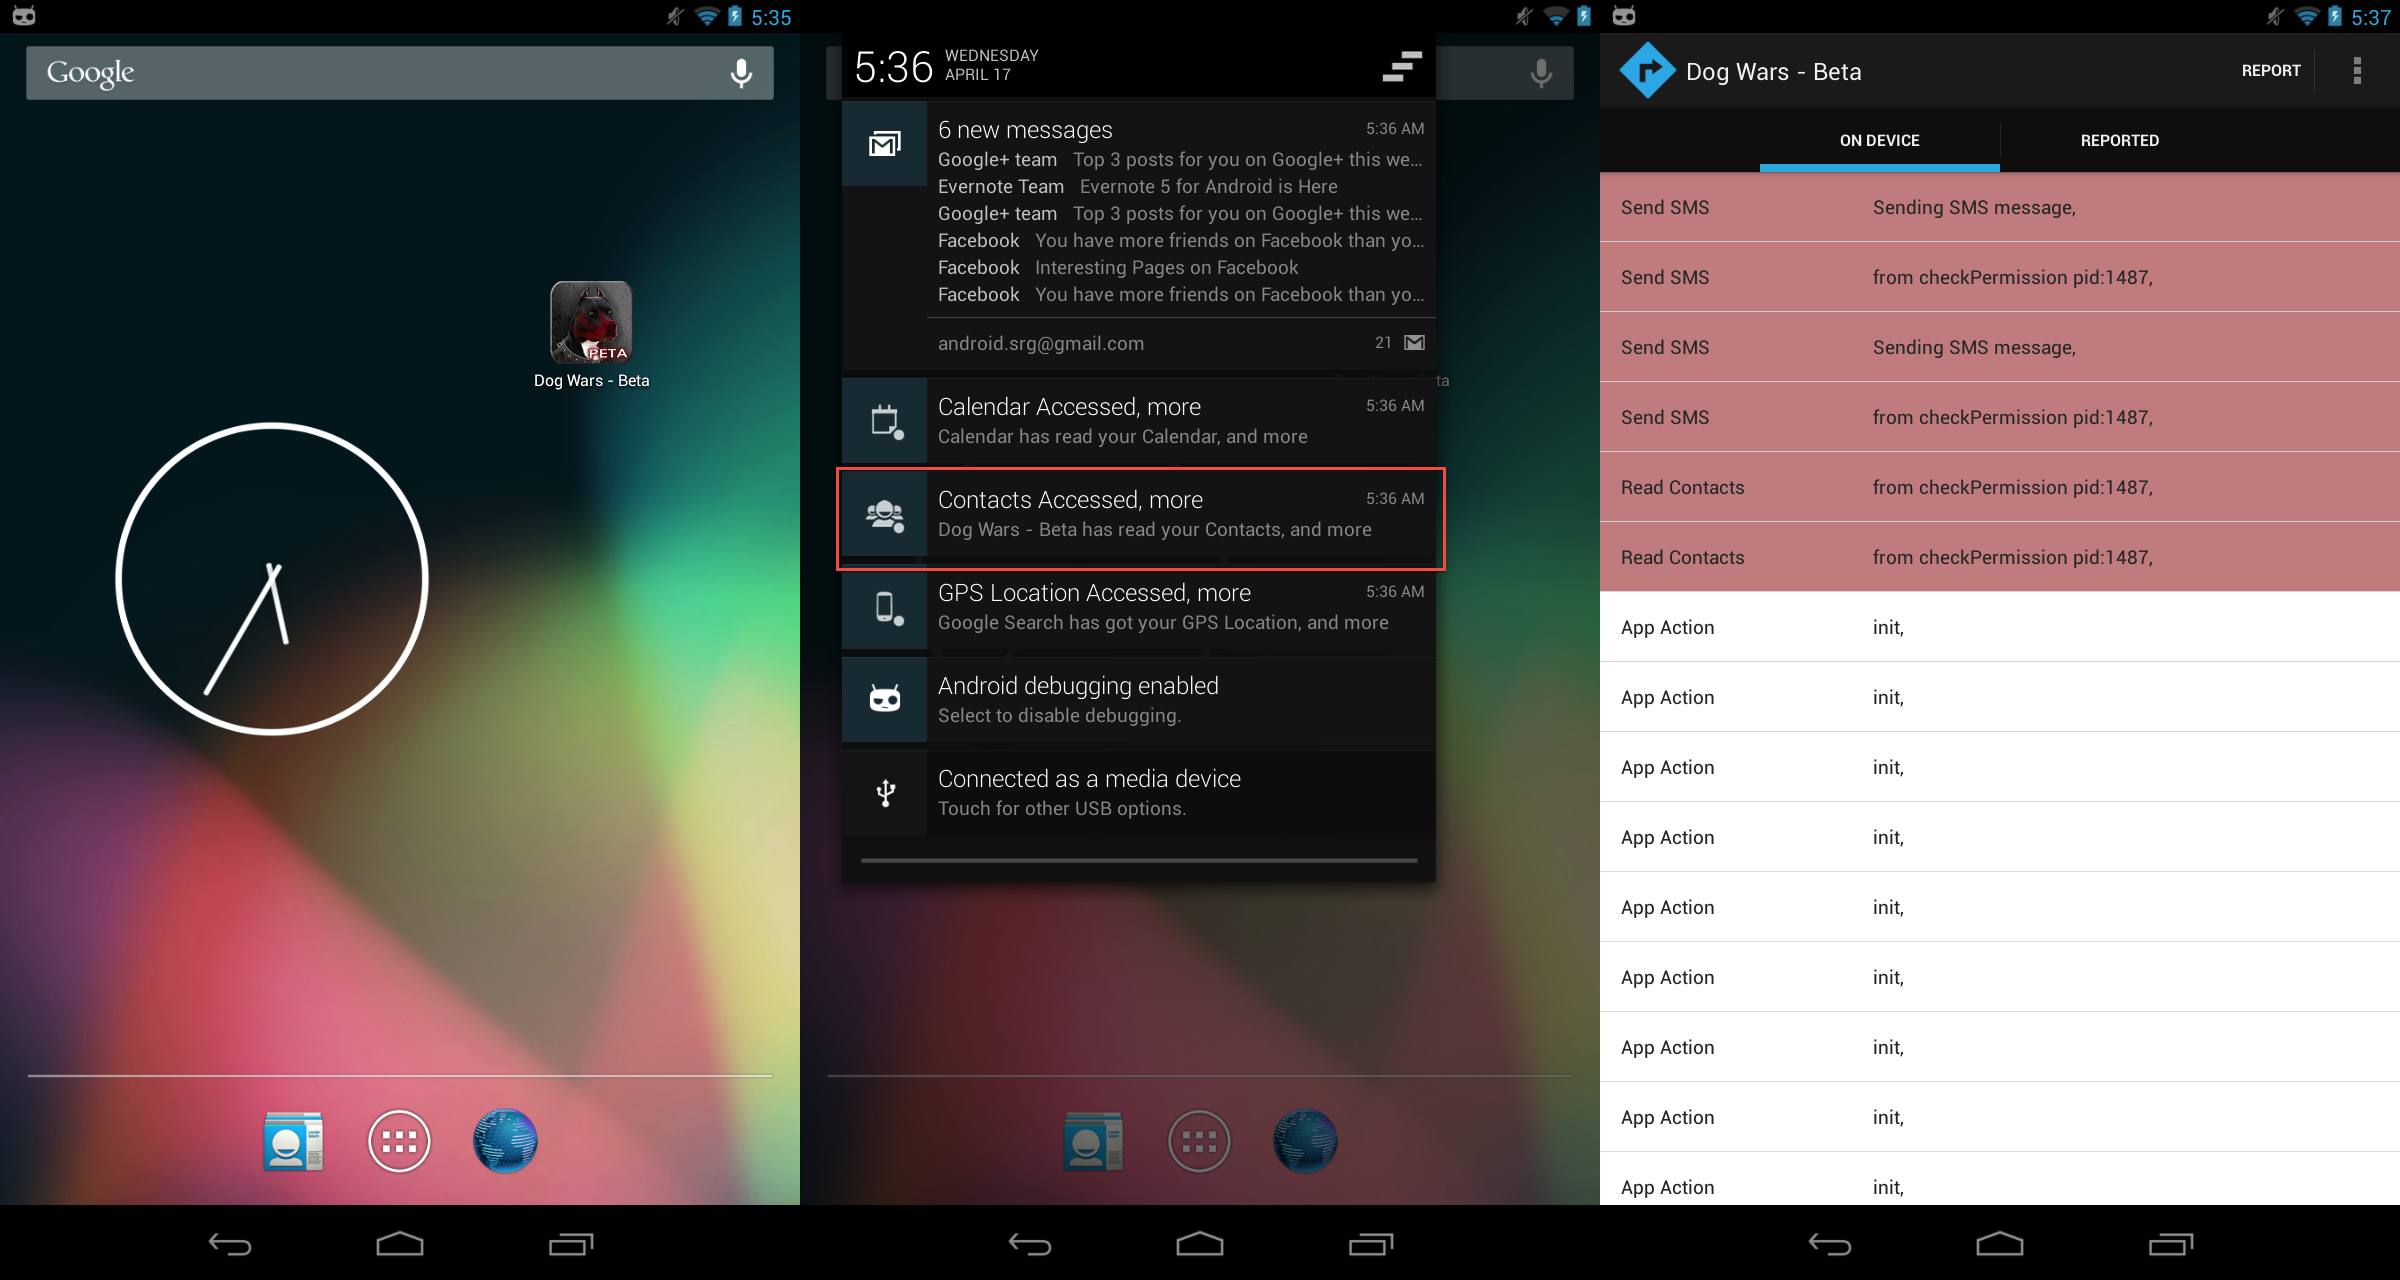 5:35
Google
PETA
Dog Wars - Beta
5:36
WEDNESDAY
APRIL 17
6 new messages 5:36 AM
Google+ team Top 3 posts for you on Google+ this we...
Evernote Team Evernote 5 for Android is Here
Google+ team Top 3 posts for you on Google+ this we...
Facebook You have more friends on Facebook than yo...
Facebook Interesting Pages on Facebook
Facebook You have more friends on Facebook than yo...
android.srg@gmail.com 21
ta
Calendar Accessed, more 5:36 AM
Calendar has read your Calendar, and more
Contacts Accessed, more 5:36 AM
Dog Wars - Beta has read your Contacts, and more
GPS Location Accessed, more 5:36 AM
Google Search has got your GPS Location, and more
Android debugging enabled
Select to disable debugging.
Connected as a media device
Touch for other USB options.
5:37
Dog Wars - Beta REPORT
ON DEVICE REPORTED
Send SMS Sending SMS message,
Send SMS from checkPermission pid:1487,
Send SMS Sending SMS message,
Send SMS from checkPermission pid:1487,
Read Contacts from checkPermission pid:1487,
Read Contacts from checkPermission pid:1487,
App Action init,
App Action init,
App Action init,
App Action init,
App Action init,
App Action init,
App Action init,
App Action init,
App Action init,